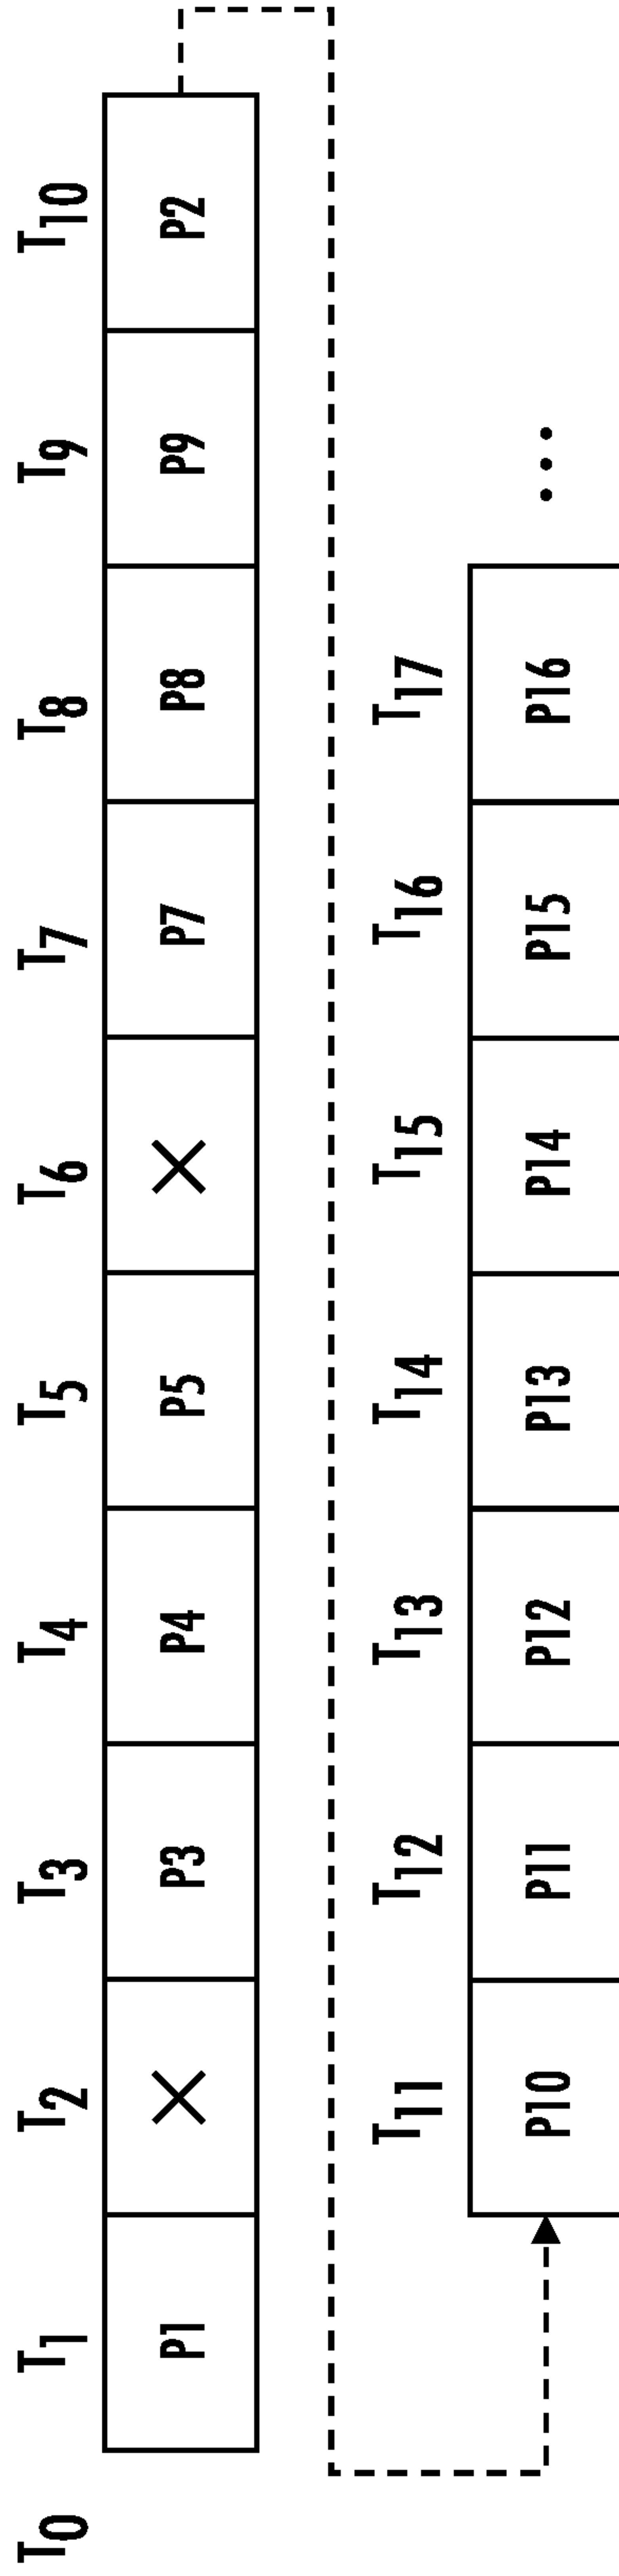 T0 T1 T2 T3 T4 T5 T6 T7 T8 T9 T10
P1 X P3 P4 P5 X P7 P8 P9 P2
T11 T12 T13 T14 T15 T16 T17
P10 P11 P12 P13 P14 P15 P16 ...